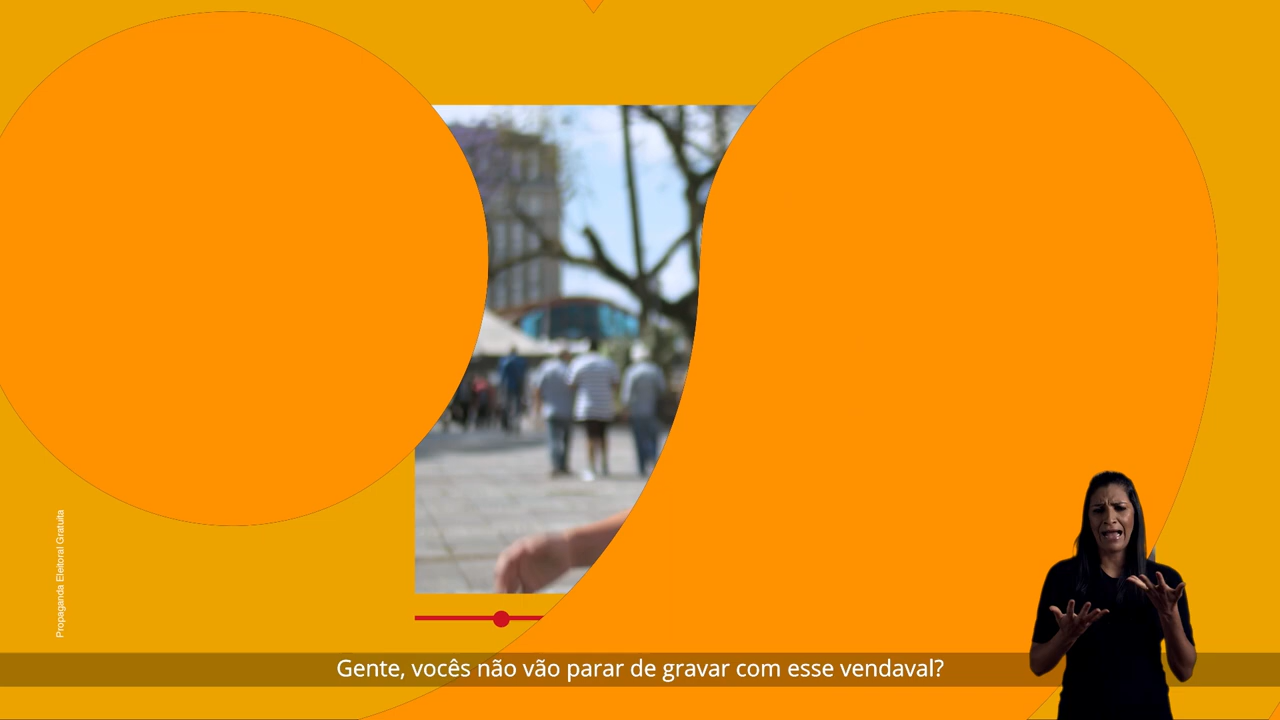 Propaganda Eleitoral Gratuita
Gente, vocês não vão parar de gravar com esse vendaval?